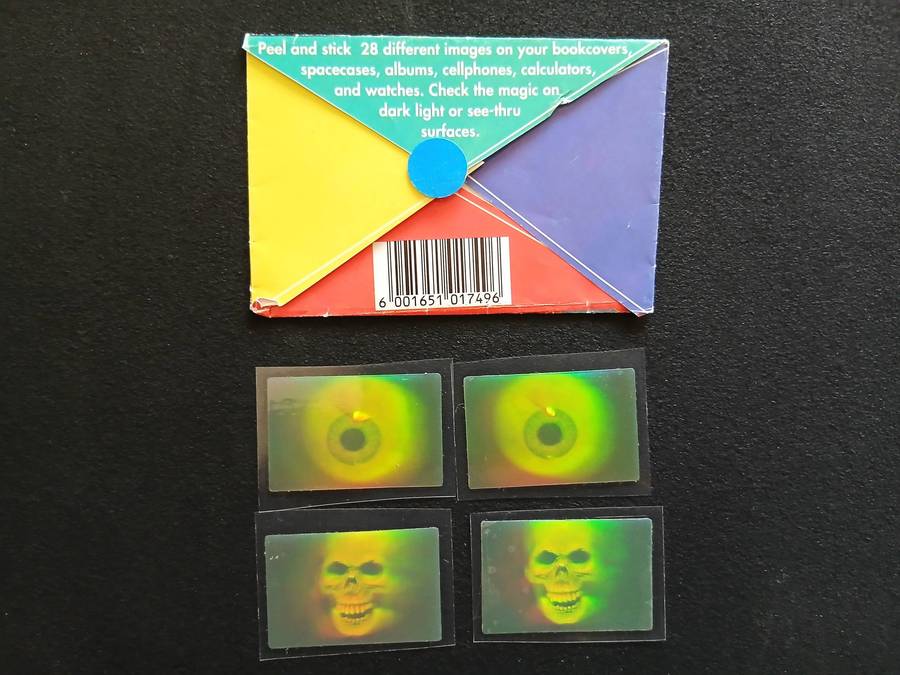 Peel and stick 28 different images on your bookcovers,
spacecases, albums, cellphones, calculators,
and watches. Check the magic on
dark light or see-thru
surfaces.
6 001651 017496